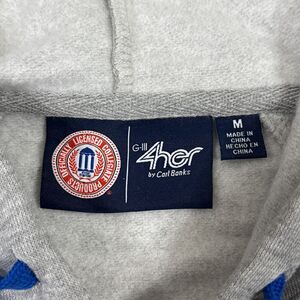 OFFICIALLY LICENSED COLLEGIATE PRODUCTS
G-III
4her
by Carl Banks
M
MADE IN
CHINA
HECHO EN
CHINA